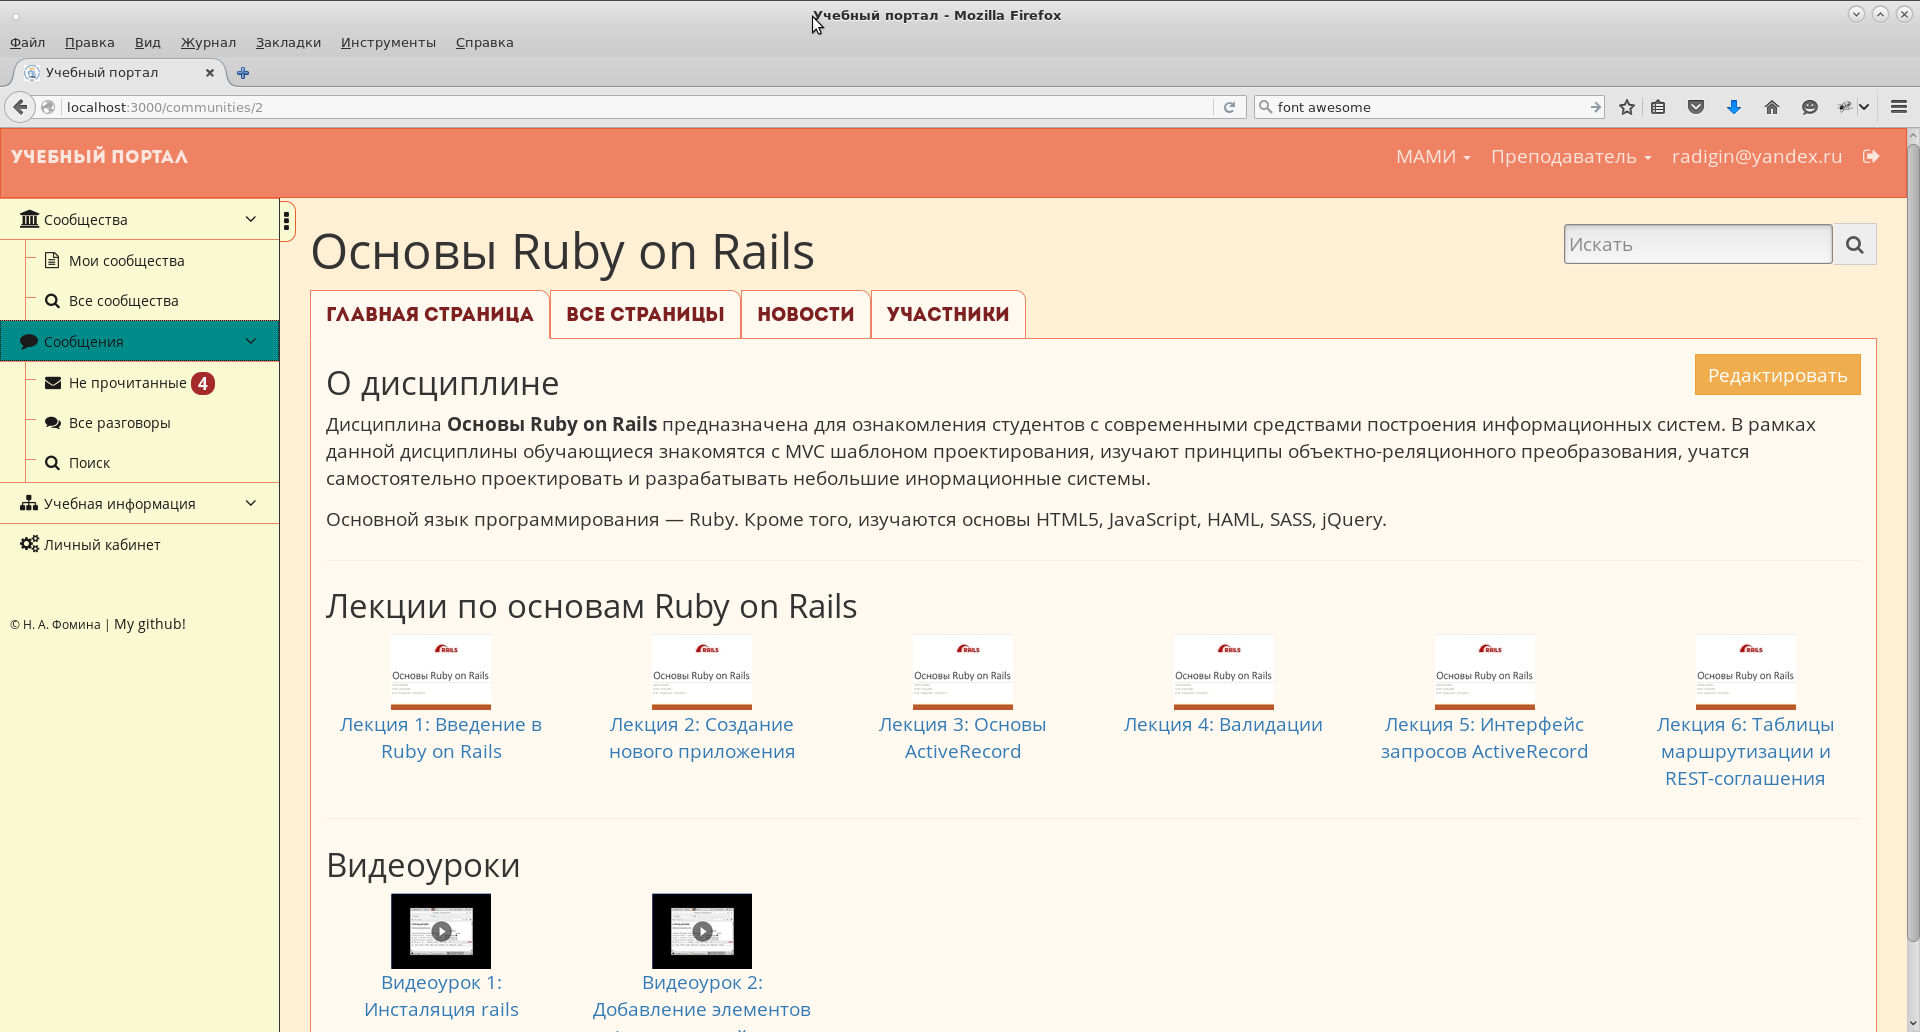 Учебный портал - Mozilla Firefox
Файл Правка Вид Журнал Закладки Инструменты Справка
Учебный портал
localhost:3000/communities/2
font awesome
УЧЕБНЫЙ ПОРТАЛ
МАМИ Преподаватель radigin@yandex.ru
Сообщества
Мои сообщества
Все сообщества
Сообщения
Не прочитанные 4
Все разговоры
Поиск
Учебная информация
Личный кабинет
© Н. А. Фомина | My github!
Основы Ruby on Rails
Искать
ГЛАВНАЯ СТРАНИЦА ВСЕ СТРАНИЦЫ НОВОСТИ УЧАСТНИКИ
О дисциплине
Редактировать
Дисциплина Основы Ruby on Rails предназначена для ознакомления студентов с современными средствами построения информационных систем. В рамках
данной дисциплины обучающиеся знакомятся с MVC шаблоном проектирования, изучают принципы объектно-реляционного преобразования, учатся
самостоятельно проектировать и разрабатывать небольшие инормационные системы.
Основной язык программирования — Ruby. Кроме того, изучаются основы HTML5, JavaScript, HAML, SASS, jQuery.
Лекции по основам Ruby on Rails
RAILS
Основы Ruby on Rails
Лекция 1: Введение в
Ruby on Rails
RAILS
Основы Ruby on Rails
Лекция 2: Создание
нового приложения
RAILS
Основы Ruby on Rails
Лекция 3: Основы
ActiveRecord
RAILS
Основы Ruby on Rails
Лекция 4: Валидации
RAILS
Основы Ruby on Rails
Лекция 5: Интерфейс
запросов ActiveRecord
RAILS
Основы Ruby on Rails
Лекция 6: Таблицы
маршрутизации и
REST-соглашения
Видеоуроки
Видеоурок 1:
Инсталяция rails
Видеоурок 2:
Добавление элементов